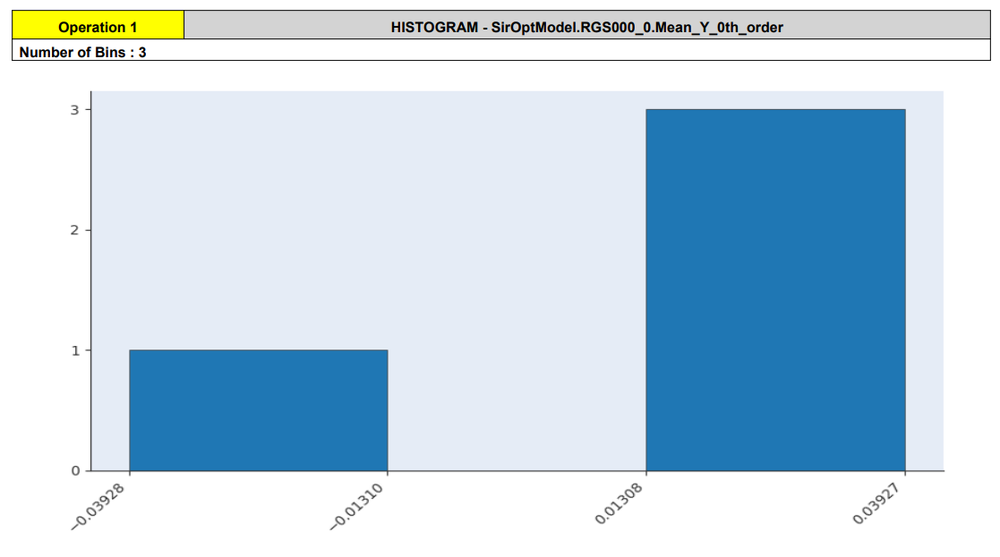 Operation 1
HISTOGRAM - SirOptModel.RGS000_0.Mean_Y_0th_order
Number of Bins : 3
3
2
1
0
−0.03928
−0.01310
0.01308
0.03927